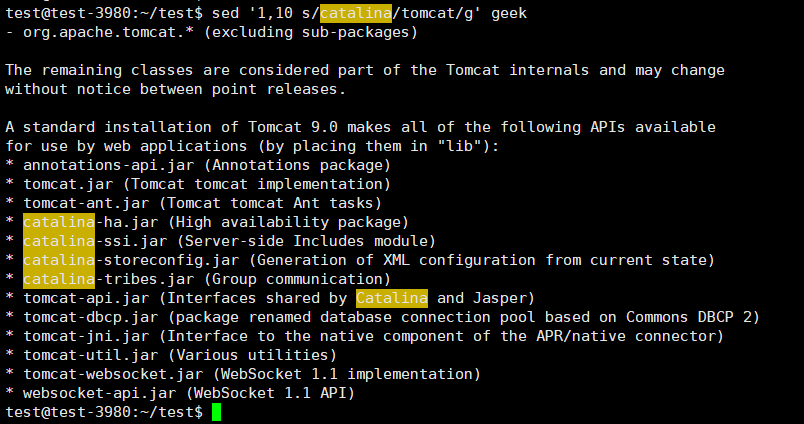 test@test-3980:~/test$ sed '1,10 s/catalina/tomcat/g' geek
- org.apache.tomcat.* (excluding sub-packages)
The remaining classes are considered part of the Tomcat internals and may change
without notice between point releases.
A standard installation of Tomcat 9.0 makes all of the following APIs available
for use by web applications (by placing them in "lib"):
* annotations-api.jar (Annotations package)
* tomcat.jar (Tomcat tomcat implementation)
* tomcat-ant.jar (Tomcat tomcat Ant tasks)
* catalina-ha.jar (High availability package)
* catalina-ssi.jar (Server-side Includes module)
* catalina-storeconfig.jar (Generation of XML configuration from current state)
* catalina-tribes.jar (Group communication)
* tomcat-api.jar (Interfaces shared by Catalina and Jasper)
* tomcat-dbcp.jar (package renamed database connection pool based on Commons DBCP 2)
* tomcat-jni.jar (Interface to the native component of the APR/native connector)
* tomcat-util.jar (Various utilities)
* tomcat-websocket.jar (WebSocket 1.1 implementation)
* websocket-api.jar (WebSocket 1.1 API)
test@test-3980:~/test$